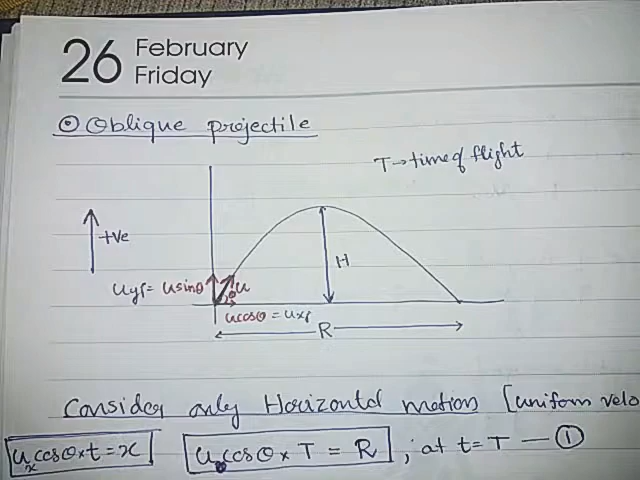 26 February
Friday
⊙ Oblique projectile
T→time of flight
+ve
H
uyi = usinθ
u
θ
ucosθ = uxi
R
Consider only Horizontal motion [uniform velo
uₓcosθ×t=x
u cosθ × T = R ; at t=T — ①